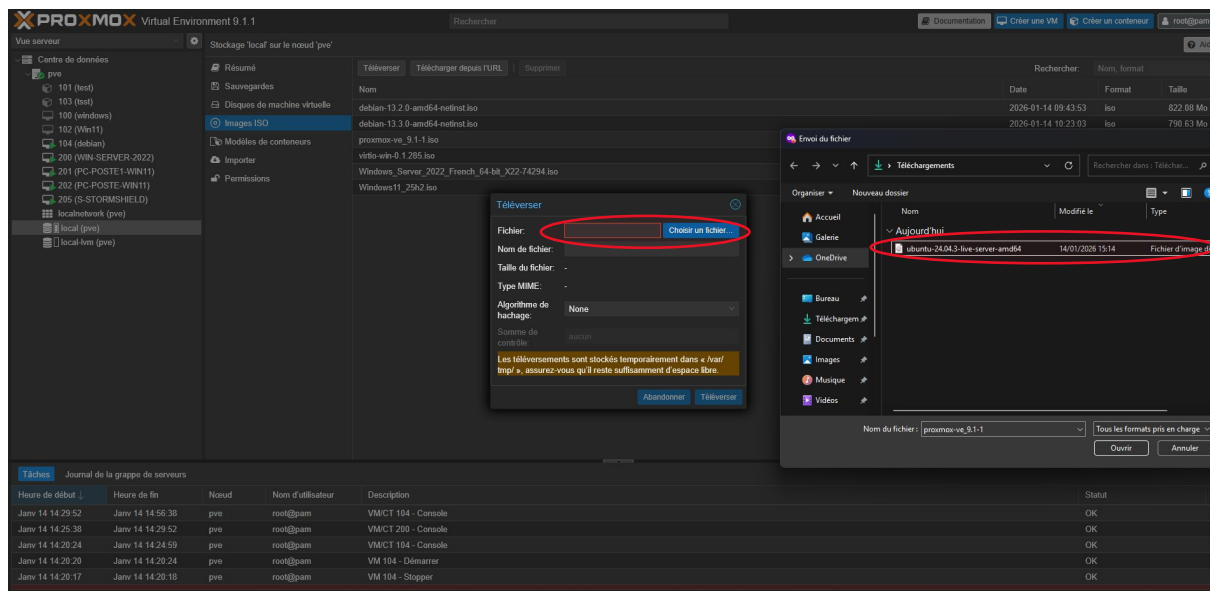 PROXMOX Virtual Environment 9.1.1
Rechercher
Documentation
Créer une VM
Créer un conteneur
root@pam
Vue serveur
Centre de données
pve
101 (test)
103 (tsst)
100 (windows)
102 (Win11)
104 (debian)
200 (WIN-SERVER-2022)
201 (PC-POSTE1-WIN11)
202 (PC-POSTE-WIN11)
205 (S-STORMSHIELD)
localnetwork (pve)
local (pve)
local-lvm (pve)
Stockage 'local' sur le nœud 'pve'
Aid
Résumé
Sauvegardes
Disques de machine virtuelle
Images ISO
Modèles de conteneurs
Importer
Permissions
Téléverser Télécharger depuis l'URL Supprimer
Rechercher: Nom, format
Nom Date Format Taille
debian-13.2.0-amd64-netinst.iso 2026-01-14 09:43:53 iso 822.08 Mo
debian-13.3.0-amd64-netinst.iso 2026-01-14 10:23:03 iso 790.63 Mo
proxmox-ve_9.1-1.iso
virtio-win-0.1.285.iso
Windows_Server_2022_French_64-bit_X22-74294.iso
Windows11_25h2.iso
Téléverser
Fichier: Choisir un fichier...
Nom de fichier:
Taille du fichier: -
Type MIME: -
Algorithme de hachage: None
Somme de contrôle: aucun
Les téléversements sont stockés temporairement dans « /var/
tmp/ », assurez-vous qu'il reste suffisamment d'espace libre.
Abandonner Téléverser
Envoi du fichier
Téléchargements
Rechercher dans : Téléchar...
Organiser Nouveau dossier
Accueil
Galerie
OneDrive
Bureau
Téléchargem
Documents
Images
Musique
Vidéos
Nom Modifié le Type
Aujourd'hui
ubuntu-24.04.3-live-server-amd64 14/01/2026 15:14 Fichier d'image di
Nom du fichier : proxmox-ve_9.1-1 Tous les formats pris en charge
Ouvrir Annuler
Tâches Journal de la grappe de serveurs
Heure de début ↓ Heure de fin Nœud Nom d'utilisateur Description Statut
Janv 14 14:29:52 Janv 14 14:56:38 pve root@pam VM/CT 104 - Console OK
Janv 14 14:25:38 Janv 14 14:29:52 pve root@pam VM/CT 200 - Console OK
Janv 14 14:20:24 Janv 14 14:24:59 pve root@pam VM/CT 104 - Console OK
Janv 14 14:20:20 Janv 14 14:20:24 pve root@pam VM 104 - Démarrer OK
Janv 14 14:20:17 Janv 14 14:20:18 pve root@pam VM 104 - Stopper OK